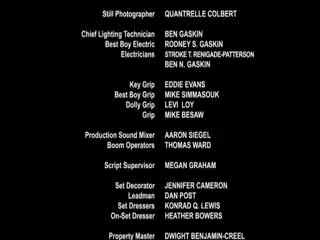 Still Photographer QUANTRELLE COLBERT
Chief Lighting Technician BEN GASKIN
Best Boy Electric RODNEY S. GASKIN
Electricians STROKE T. RENIGADE-PATTERSON
BEN N. GASKIN
Key Grip EDDIE EVANS
Best Boy Grip MIKE SIMMASOUK
Dolly Grip LEVI LOY
Grip MIKE BESAW
Production Sound Mixer AARON SIEGEL
Boom Operators THOMAS WARD
Script Supervisor MEGAN GRAHAM
Set Decorator JENNIFER CAMERON
Leadman DAN POST
Set Dressers KONRAD Q. LEWIS
On-Set Dresser HEATHER BOWERS
Property Master DWIGHT BENJAMIN-CREEL